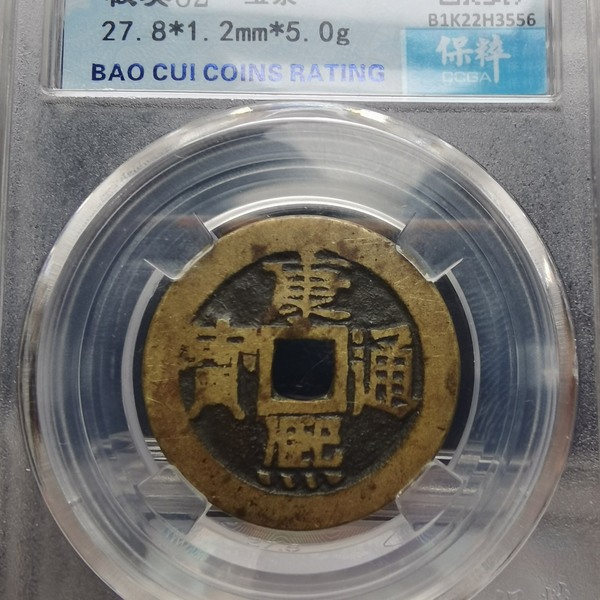 B1K22H3556
27.8*1.2mm*5.0g
保粹
CCGA
BAO CUI COINS RATING
康熙通寶